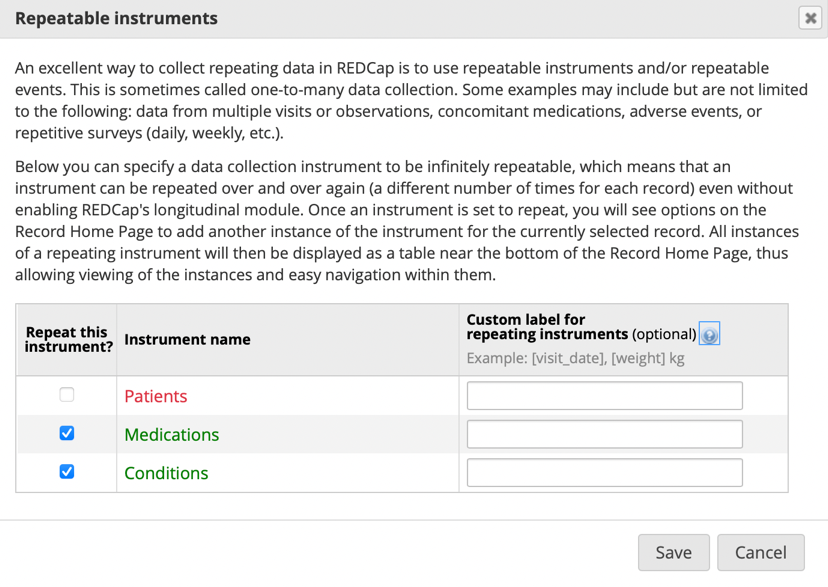 Repeatable instruments
An excellent way to collect repeating data in REDCap is to use repeatable instruments and/or repeatable
events. This is sometimes called one-to-many data collection. Some examples may include but are not limited
to the following: data from multiple visits or observations, concomitant medications, adverse events, or
repetitive surveys (daily, weekly, etc.).
Below you can specify a data collection instrument to be infinitely repeatable, which means that an
instrument can be repeated over and over again (a different number of times for each record) even without
enabling REDCap's longitudinal module. Once an instrument is set to repeat, you will see options on the
Record Home Page to add another instance of the instrument for the currently selected record. All instances
of a repeating instrument will then be displayed as a table near the bottom of the Record Home Page, thus
allowing viewing of the instances and easy navigation within them.
Repeat this
instrument?
Instrument name
Custom label for
repeating instruments (optional) ?
Example: [visit_date], [weight] kg
Patients
Medications
Conditions
Save Cancel